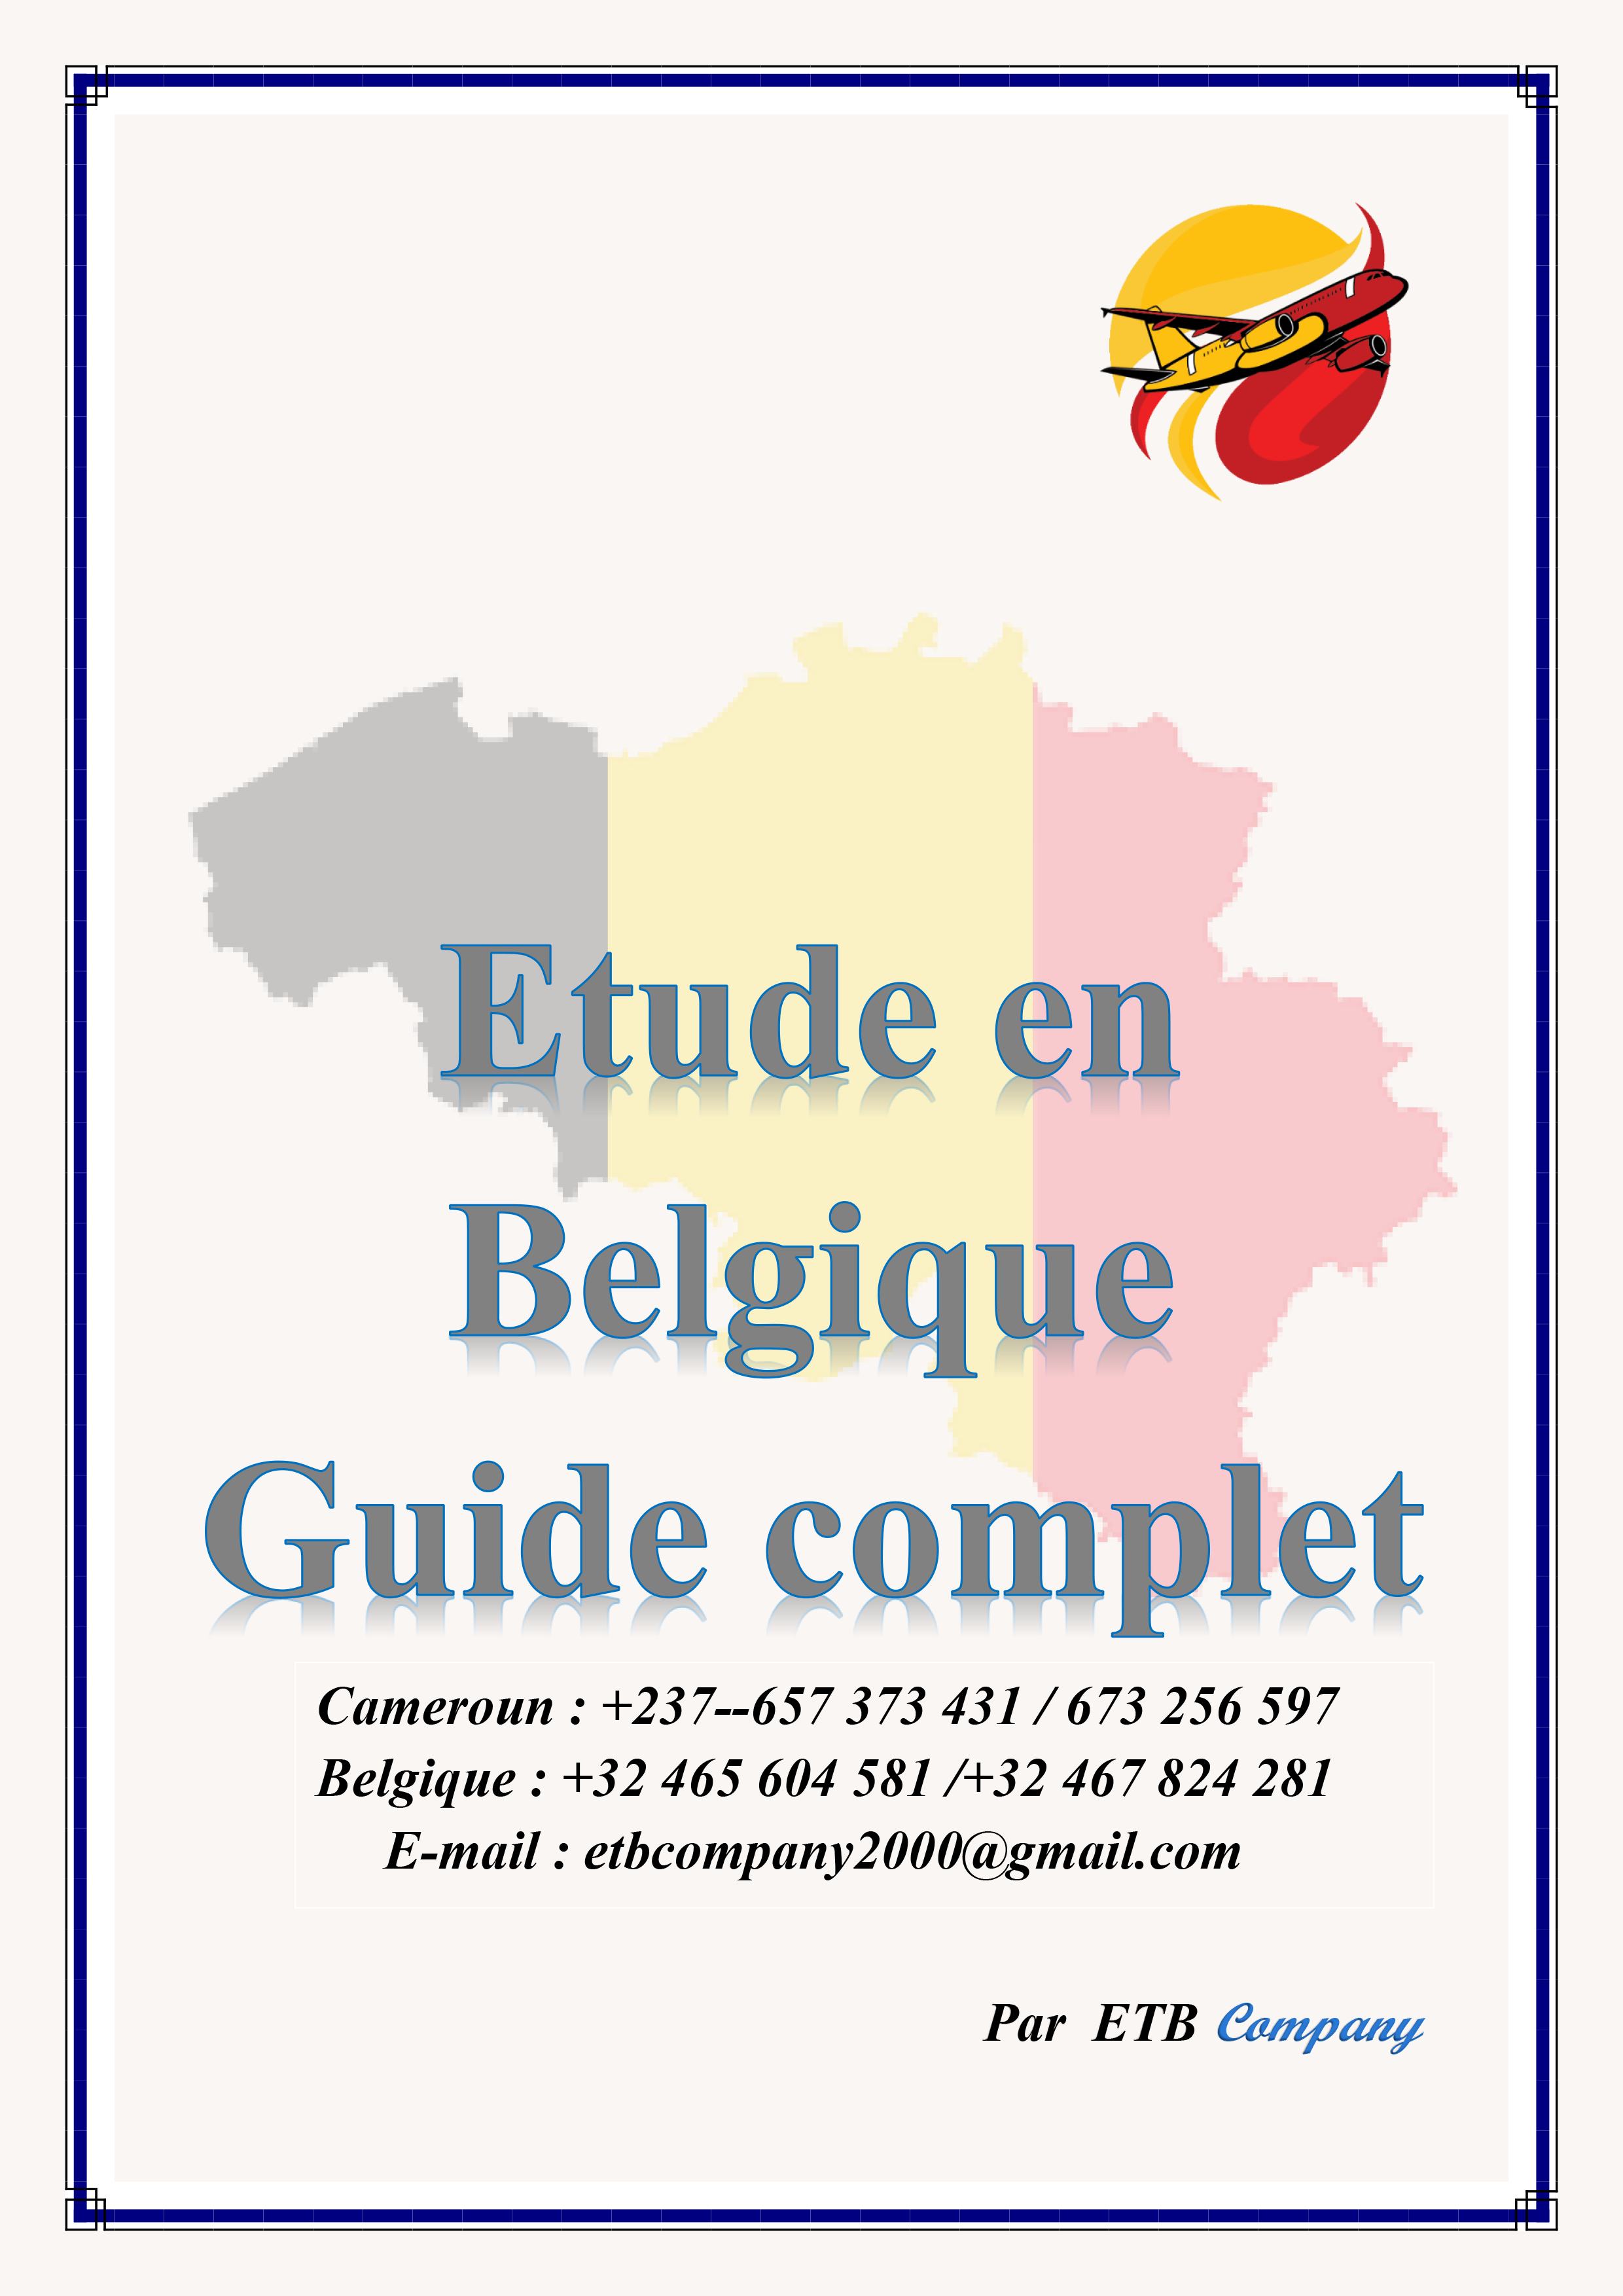 Etude en
Belgique
Guide complet
Cameroun : +237--657 373 431 / 673 256 597
Belgique : +32 465 604 581 /+32 467 824 281
E-mail : etbcompany2000@gmail.com
Par ETB Company